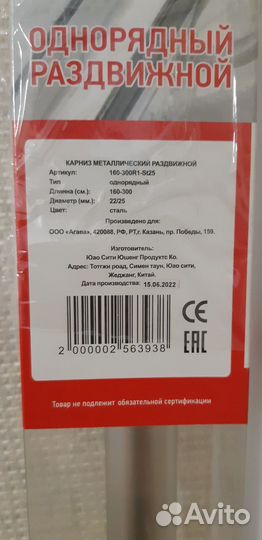 ОДНОРЯДНЫЙ
РАЗДВИЖНОЙ
КАРНИЗ МЕТАЛЛИЧЕСКИЙ РАЗДВИЖНОЙ
Артикул: 160-300R1-St25
Тип однорядный
Длина (см.): 160-300
Диаметр (мм.): 22/25
Цвет: сталь
Произведено для:
ООО «Агава», 420088, РФ, РТ,г. Казань, пр. Победы, 159.
Изготовитель:
Юао Сити Юшенг Продуктс Ко.
Адрес: Тотжи роад, Симен таун, Юао сити,
Жеджанг, Китай.
Дата производства: 15.06.2022
2 000002 563938
CE
EAC
Товар не подлежит обязательной сертификации
Avito